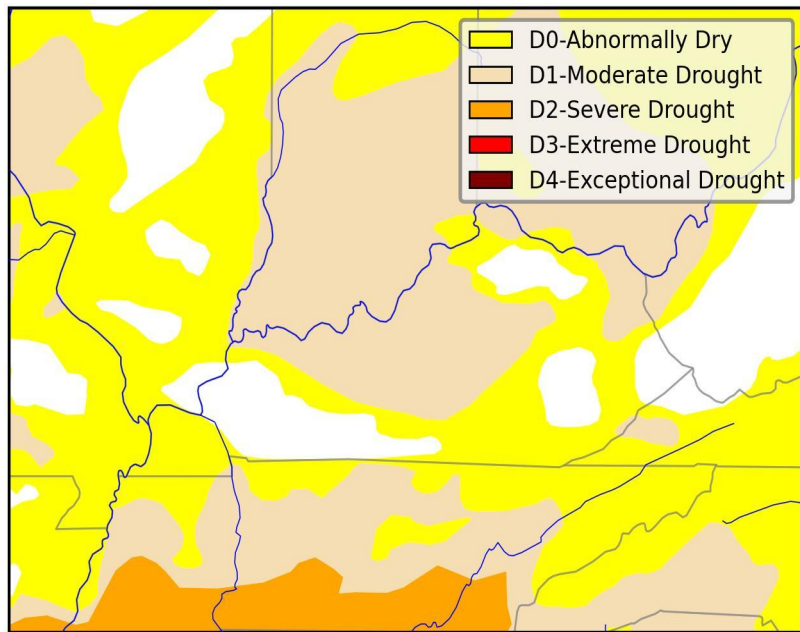 D0-Abnormally Dry
D1-Moderate Drought
D2-Severe Drought
D3-Extreme Drought
D4-Exceptional Drought